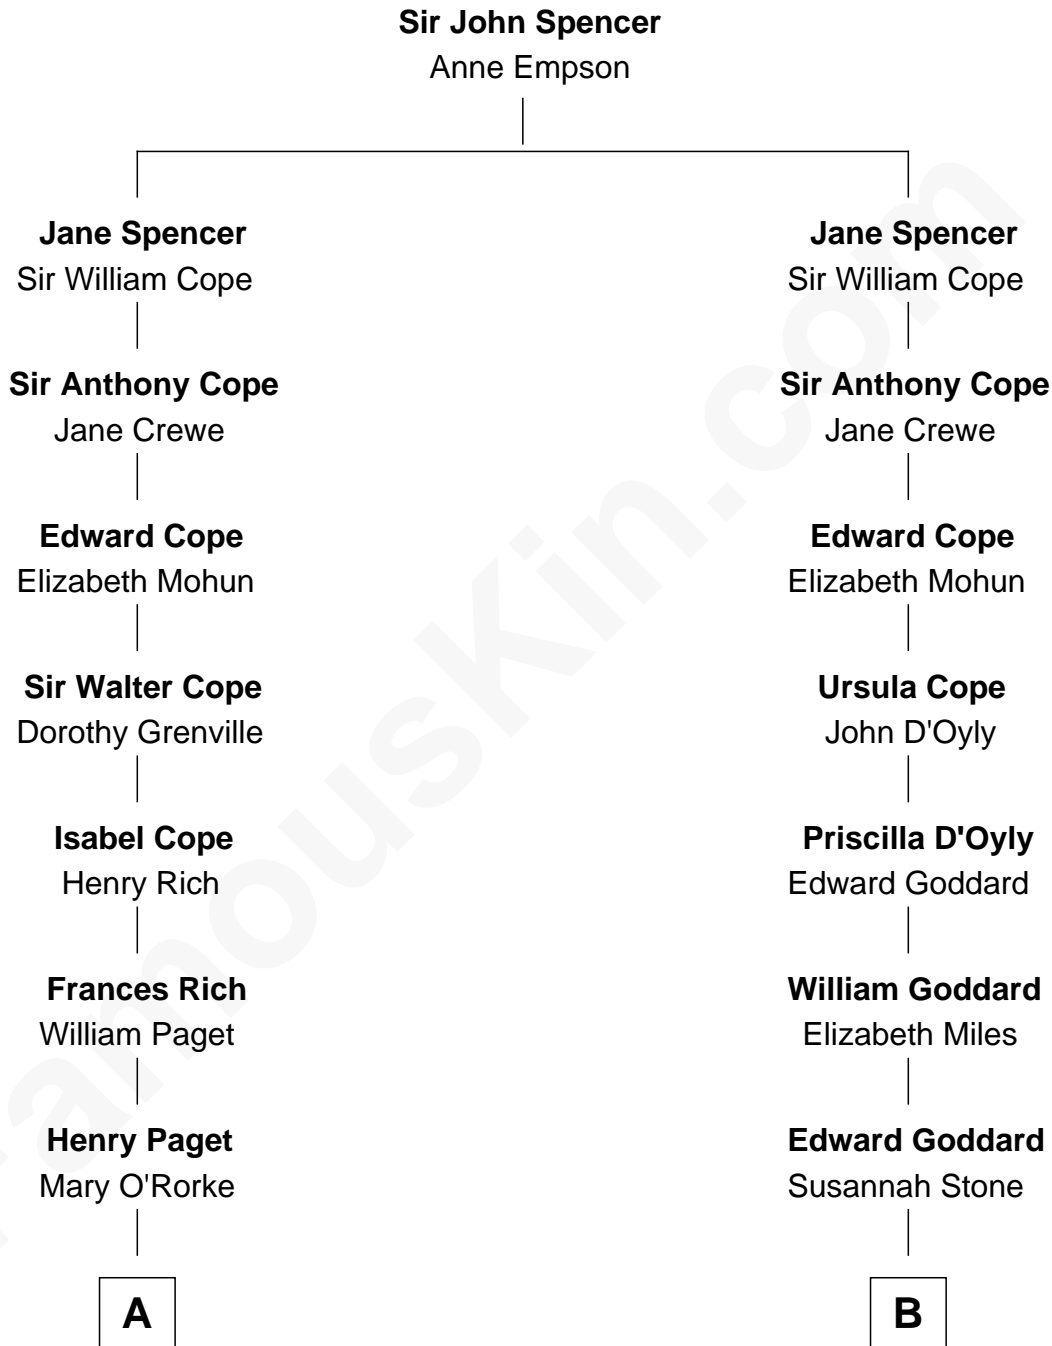 Sir John Spencer
Anne Empson
Jane Spencer
Sir William Cope
Jane Spencer
Sir William Cope
Sir Anthony Cope
Jane Crewe
Sir Anthony Cope
Jane Crewe
Edward Cope
Elizabeth Mohun
Edward Cope
Elizabeth Mohun
Sir Walter Cope
Dorothy Grenville
Ursula Cope
John D'Oyly
Isabel Cope
Henry Rich
Priscilla D'Oyly
Edward Goddard
Frances Rich
William Paget
William Goddard
Elizabeth Miles
Henry Paget
Mary O'Rorke
Edward Goddard
Susannah Stone
A
B
FamousKin.com